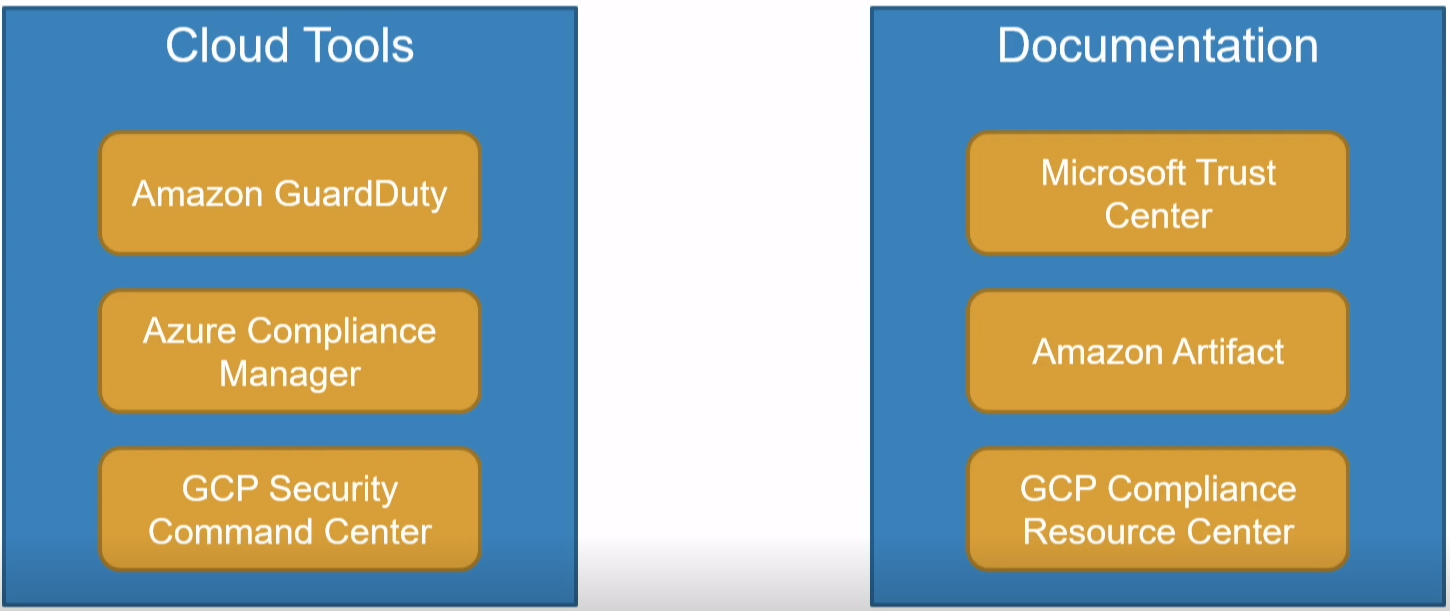 Cloud Tools
Amazon GuardDuty
Azure Compliance
Manager
GCP Security
Command Center
Documentation
Microsoft Trust
Center
Amazon Artifact
GCP Compliance
Resource Center